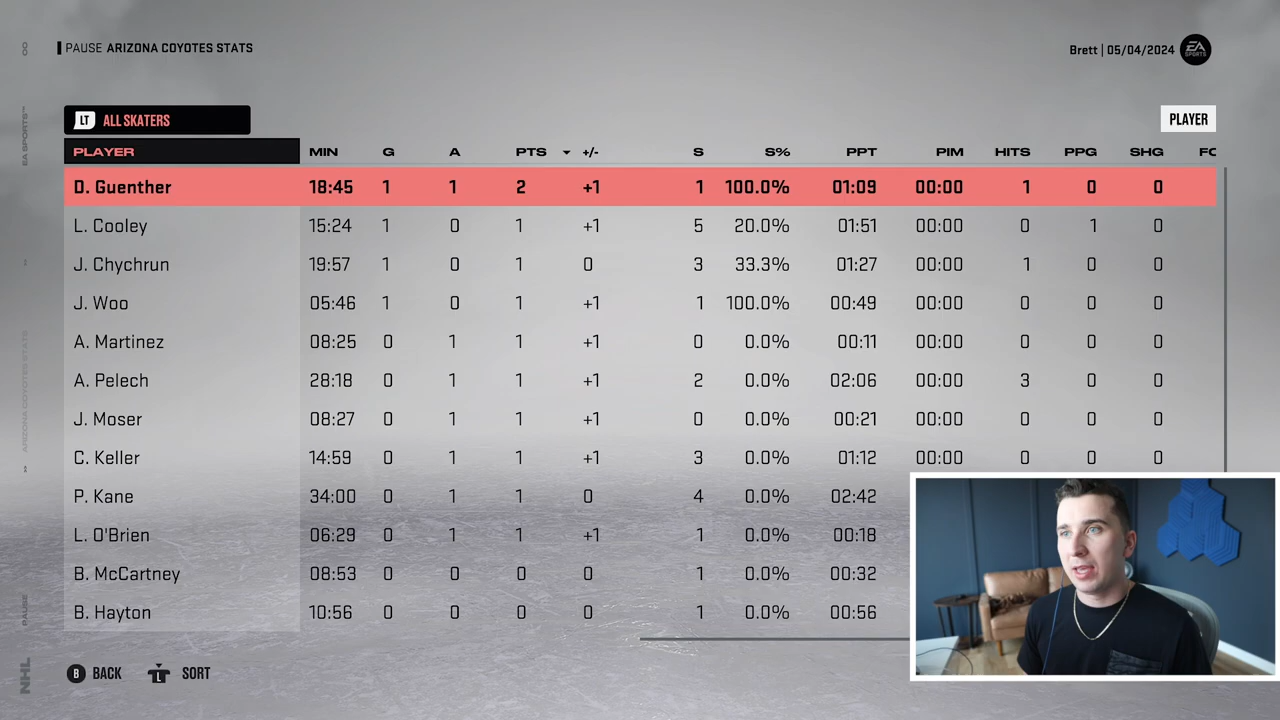 PAUSE ARIZONA COYOTES STATS
Brett | 05/04/2024 EA SPORTS
LT ALL SKATERS
PLAYER
PLAYER MIN G A PTS +/- S S% PPT PIM HITS PPG SHG FO
D. Guenther 18:45 1 1 2 +1 1 100.0% 01:09 00:00 1 0 0
L. Cooley 15:24 1 0 1 +1 5 20.0% 01:51 00:00 0 1 0
J. Chychrun 19:57 1 0 1 0 3 33.3% 01:27 00:00 1 0 0
J. Woo 05:46 1 0 1 +1 1 100.0% 00:49 00:00 0 0 0
A. Martinez 08:25 0 1 1 +1 0 0.0% 00:11 00:00 0 0 0
A. Pelech 28:18 0 1 1 +1 2 0.0% 02:06 00:00 3 0 0
J. Moser 08:27 0 1 1 +1 0 0.0% 00:21 00:00 0 0 0
C. Keller 14:59 0 1 1 +1 3 0.0% 01:12 00:00 0 0 0
P. Kane 34:00 0 1 1 0 4 0.0% 02:42
L. O'Brien 06:29 0 1 1 +1 1 0.0% 00:18
B. McCartney 08:53 0 0 0 0 1 0.0% 00:32
B. Hayton 10:56 0 0 0 0 1 0.0% 00:56
B BACK L SORT
NHL
PAUSE
ARIZONA COYOTES STATS
EA SPORTS™